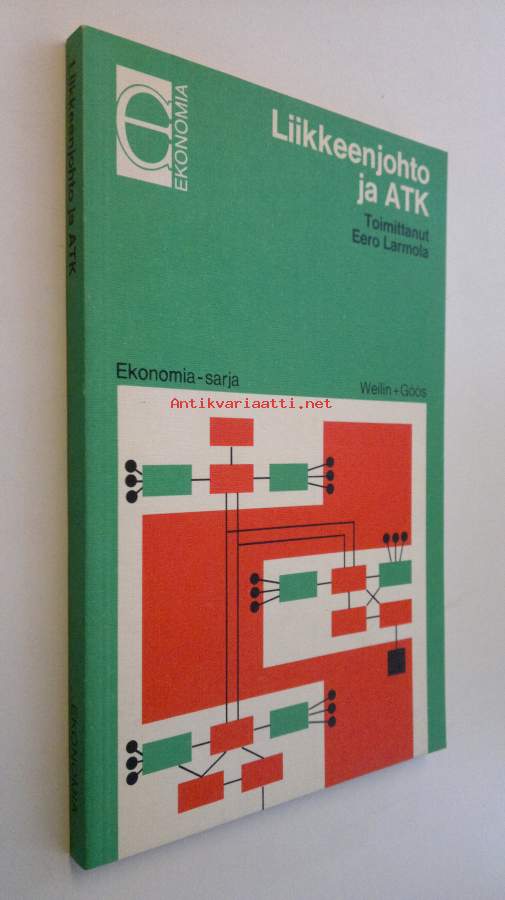 Liikkeenjohto ja ATK
EKONOMIA
EKONOMIA
Liikkeenjohto
ja ATK
Toimittanut
Eero Larmola
Ekonomia-sarja
Weilin+Göös
Antikvariaatti.net